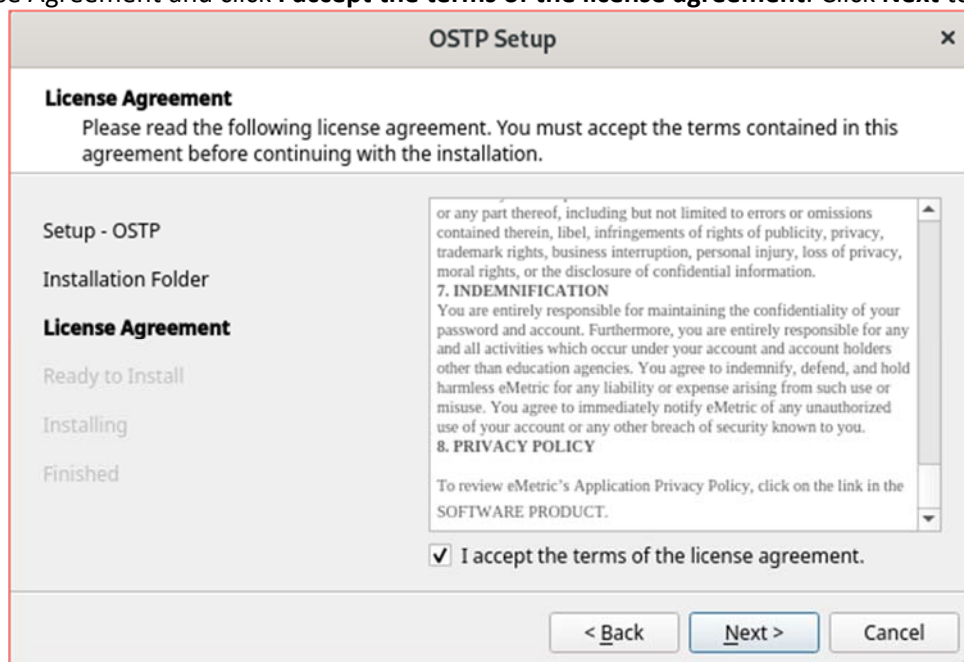 e Agreement and click I accept the terms of the license agreement. Click Next to
OSTP Setup
License Agreement
Please read the following license agreement. You must accept the terms contained in this
agreement before continuing with the installation.
Setup - OSTP
Installation Folder
License Agreement
Ready to Install
Installing
Finished
or any part thereof, including but not limited to errors or omissions
contained therein, libel, infringements of rights of publicity, privacy,
trademark rights, business interruption, personal injury, loss of privacy,
moral rights, or the disclosure of confidential information.
7. INDEMNIFICATION
You are entirely responsible for maintaining the confidentiality of your
password and account. Furthermore, you are entirely responsible for any
and all activities which occur under your account and account holders
other than education agencies. You agree to indemnify, defend, and hold
harmless eMetric for any liability or expense arising from such use or
misuse. You agree to immediately notify eMetric of any unauthorized
use of your account or any other breach of security known to you.
8. PRIVACY POLICY
To review eMetric's Application Privacy Policy, click on the link in the
SOFTWARE PRODUCT.
I accept the terms of the license agreement.
< Back
Next >
Cancel